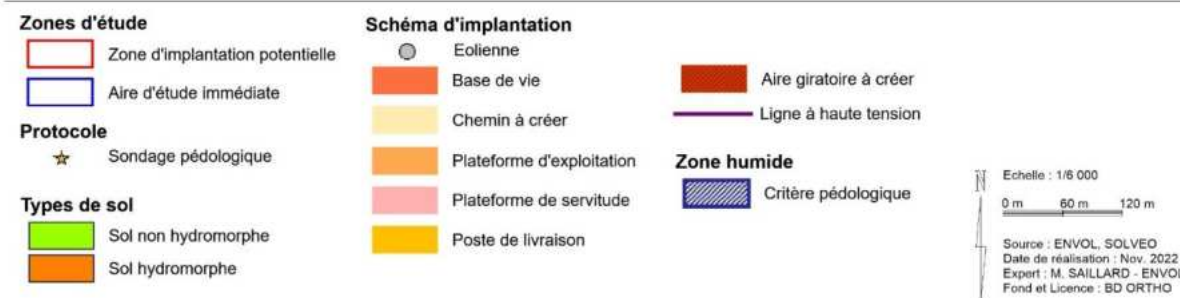 Zones d'étude
Zone d'implantation potentielle
Aire d'étude immédiate
Protocole
Sondage pédologique
Types de sol
Sol non hydromorphe
Sol hydromorphe
Schéma d'implantation
Eolienne
Base de vie
Chemin à créer
Plateforme d'exploitation
Plateforme de servitude
Poste de livraison
Aire giratoire à créer
Ligne à haute tension
Zone humide
Critère pédologique
N
Echelle : 1/6 000
0 m 60 m 120 m
Source : ENVOL, SOLVEO
Date de réalisation : Nov. 2022
Expert : M. SAILLARD - ENVOL
Fond et Licence : BD ORTHO